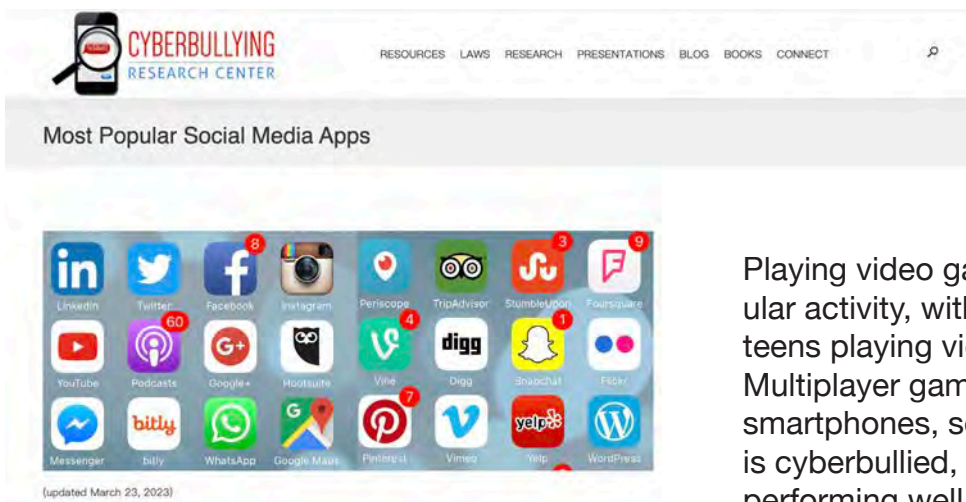 CYBERBULLYING
RESEARCH CENTER
RESOURCES LAWS RESEARCH PRESENTATIONS BLOG BOOKS CONNECT
Most Popular Social Media Apps
8
3
9
in
LinkedIn Twitter Facebook Instagram Periscope TripAdvisor StumbleUpon Foursquare
60
4
1
G+
digg
YouTube Podcasts Google+ Hootsuite Vine Digg Snapchat Flickr
7
bitly
G
yelp
Messenger bitly WhatsApp Google Maps Pinterest Vimeo Yelp WordPress
(updated March 23, 2023)
Playing video ga
ular activity, with
teens playing vi
Multiplayer gam
smartphones, s
is cyberbullied,
performing well